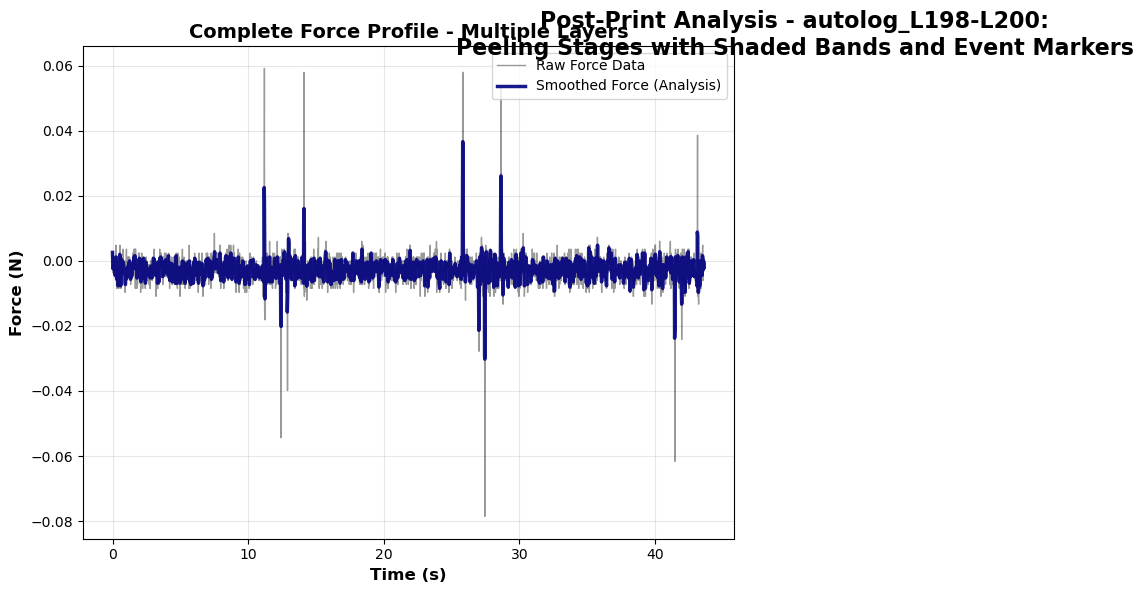 Post-Print Analysis - autolog_L198-L200:
Peeling Stages with Shaded Bands and Event Markers
Complete Force Profile - Multiple Layers
Raw Force Data
Smoothed Force (Analysis)
Force (N)
0.06
0.04
0.02
0.00
−0.02
−0.04
−0.06
−0.08
0
10
20
30
40
Time (s)